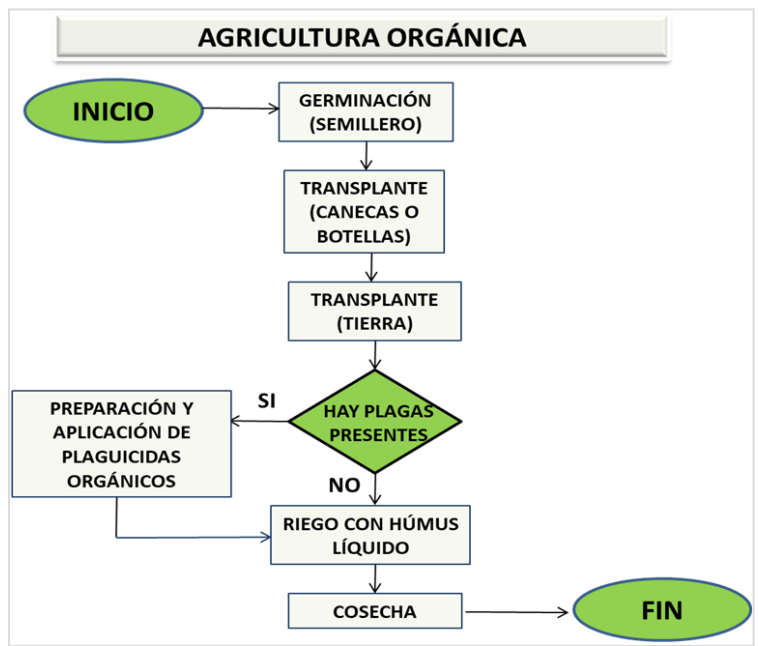 AGRICULTURA ORGÁNICA
INICIO
GERMINACIÓN
(SEMILLERO)
TRANSPLANTE
(CANECAS O
BOTELLAS)
TRANSPLANTE
(TIERRA)
HAY PLAGAS
PRESENTES
SI
PREPARACIÓN Y
APLICACIÓN DE
PLAGUICIDAS
ORGÁNICOS
NO
RIEGO CON HÚMUS
LÍQUIDO
COSECHA
FIN